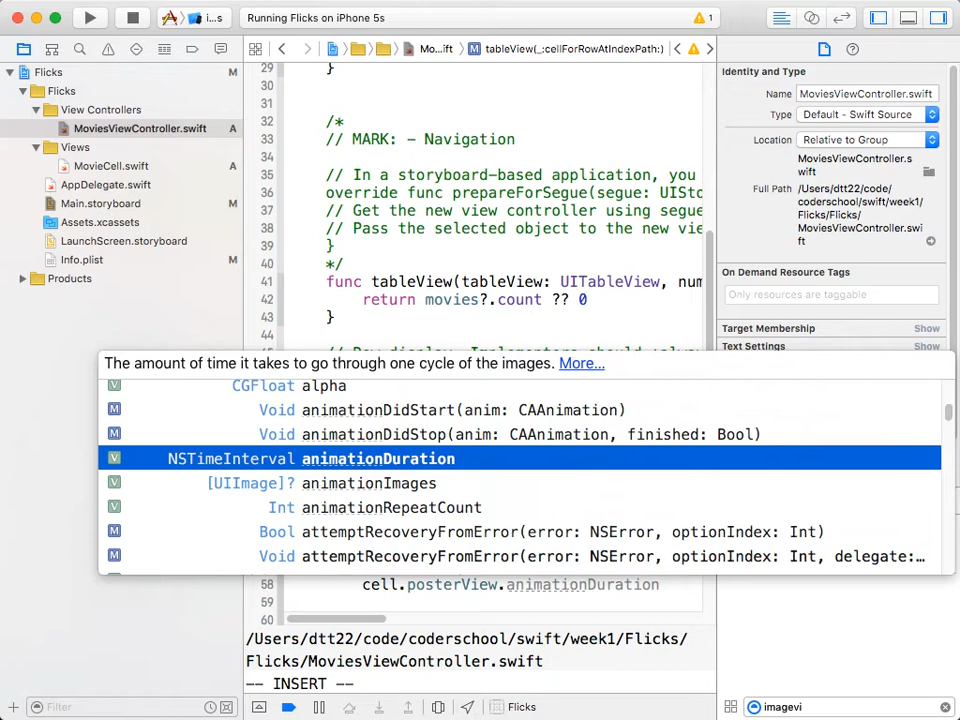 i...s
Running Flicks on iPhone 5s
1
Mo...ift
M
tableView(_:cellForRowAtIndexPath:)
Flicks M
Flicks
View Controllers
MoviesViewController.swift A
Views
MovieCell.swift A
AppDelegate.swift
Main.storyboard M
Assets.xcassets
LaunchScreen.storyboard
Info.plist M
Products
29 }
30
31
32 /*
33 // MARK: - Navigation
34
35 // In a storyboard-based application, you
36 override func prepareForSegue(segue: UISto
37 // Get the new view controller using segue
38 // Pass the selected object to the new vie
39 }
40 */
41 func tableView(tableView: UITableView, num
42 return movies?.count ?? 0
43 }
44
Identity and Type
Name MoviesViewController.swift
Type Default - Swift Source
Location Relative to Group
MoviesViewController.s
wift
Full Path /Users/dtt22/code/
coderschool/swift/week1/
Flicks/Flicks/
MoviesViewController.swi
ft
On Demand Resource Tags
Only resources are taggable
Target Membership Show
Text Settings Show
The amount of time it takes to go through one cycle of the images. More...
V CGFloat alpha
M Void animationDidStart(anim: CAAnimation)
M Void animationDidStop(anim: CAAnimation, finished: Bool)
V NSTimeInterval animationDuration
V [UIImage]? animationImages
V Int animationRepeatCount
M Bool attemptRecoveryFromError(error: NSError, optionIndex: Int)
M Void attemptRecoveryFromError(error: NSError, optionIndex: Int, delegate:...
58 cell.posterView.animationDuration
59
60
/Users/dtt22/code/coderschool/swift/week1/Flicks/
Flicks/MoviesViewController.swift
-- INSERT --
Filter
Flicks
imagevi